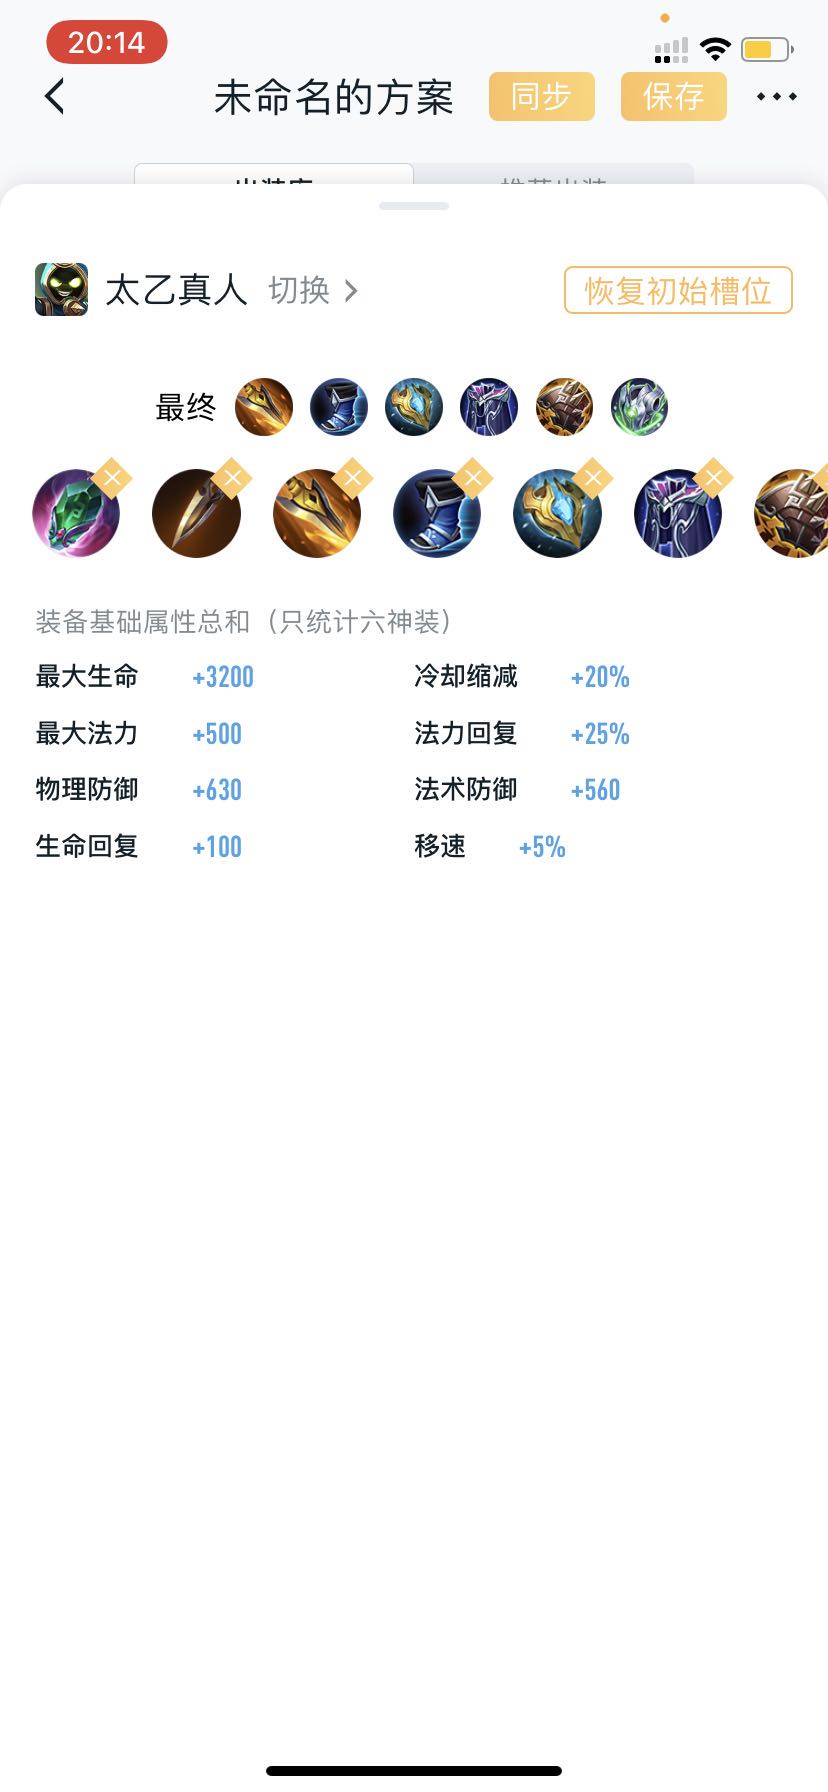 20:14
未命名的方案 同步 保存
太乙真人 切换 恢复初始槽位
最终
装备基础属性总和（只统计六神装）
最大生命 +3200 冷却缩减 +20%
最大法力 +500 法力回复 +25%
物理防御 +630 法术防御 +560
生命回复 +100 移速 +5%